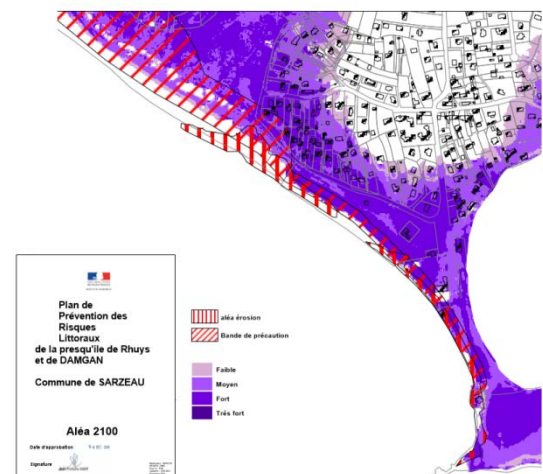 Plan de
Prévention des
Risques
Littoraux
de la presqu'île de Rhuys
et de DAMGAN
Commune de SARZEAU
Aléa 2100
Date d'approbation
Signature
aléa érosion
Bande de précaution
Faible
Moyen
Fort
Très fort